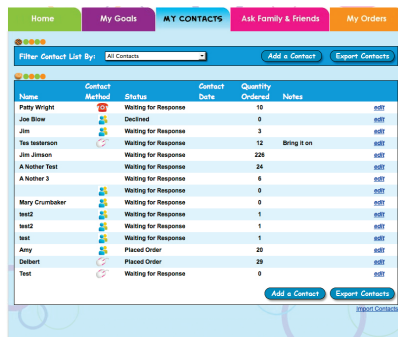 Home My Goals MY CONTACTS Ask Family & Friends My Orders
Filter Contact List By: All Contacts Add a Contact Export Contacts
Name Contact Method Status Contact Date Quantity Ordered Notes
Patty Wright Waiting for Response 10 edit
Joe Blow Declined 0 edit
Jim Waiting for Response 3 edit
Tes testerson Waiting for Response 12 Bring it on edit
Jim Jimson Waiting for Response 226 edit
A Nother Test Waiting for Response 24 edit
A Nother 3 Waiting for Response 6 edit
Waiting for Response 0 edit
Mary Crumbaker Waiting for Response 0 edit
test2 Waiting for Response 1 edit
test2 Waiting for Response 1 edit
test Waiting for Response 1 edit
Amy Placed Order 20 edit
Delbert Placed Order 29 edit
Test Waiting for Response 0 edit
Add a Contact Export Contacts
Import Contacts